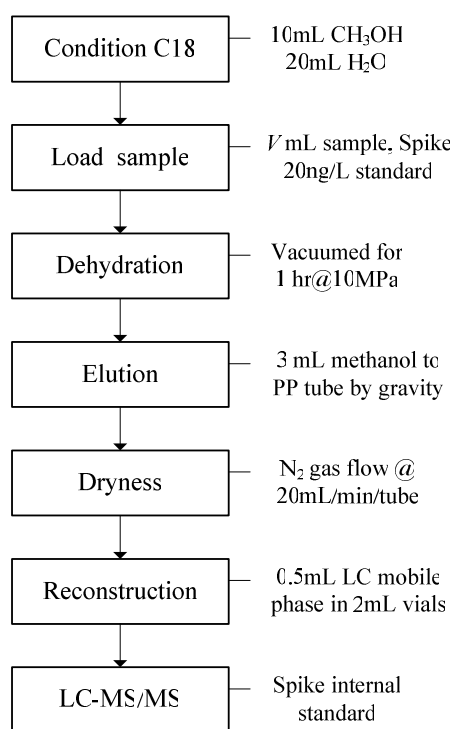 Condition C18
10mL CH₃OH
20mL H₂O
Load sample
V mL sample, Spike
20ng/L standard
Dehydration
Vacuumed for
1 hr@10MPa
Elution
3 mL methanol to
PP tube by gravity
Dryness
N₂ gas flow @
20mL/min/tube
Reconstruction
0.5mL LC mobile
phase in 2mL vials
LC-MS/MS
Spike internal
standard